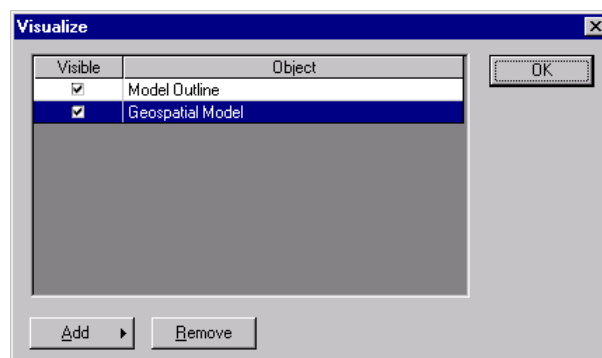 Visualize
Visible Object
OK
Model Outline
Geospatial Model
Add
Remove